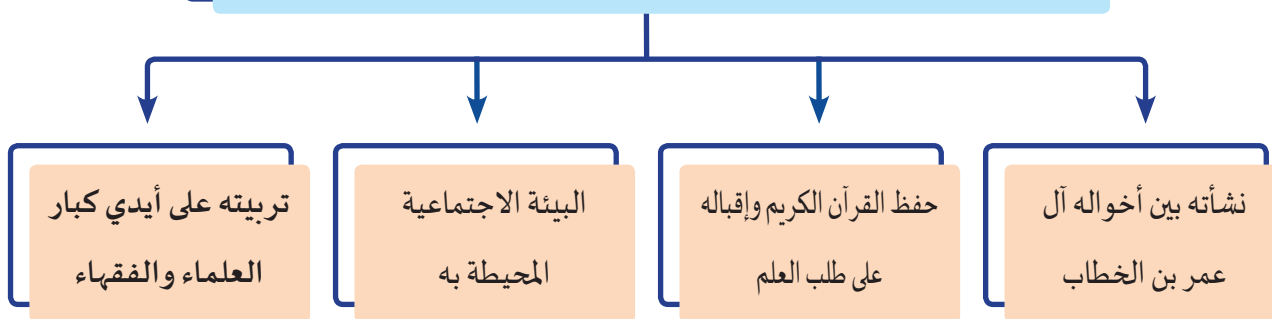 نشأته بين أخواله آل
عمر بن الخطاب
حفظ القرآن الكريم وإقباله
على طلب العلم
البيئة الاجتماعية
المحيطة به
تربيته على أيدي كبار
العلماء والفقهاء